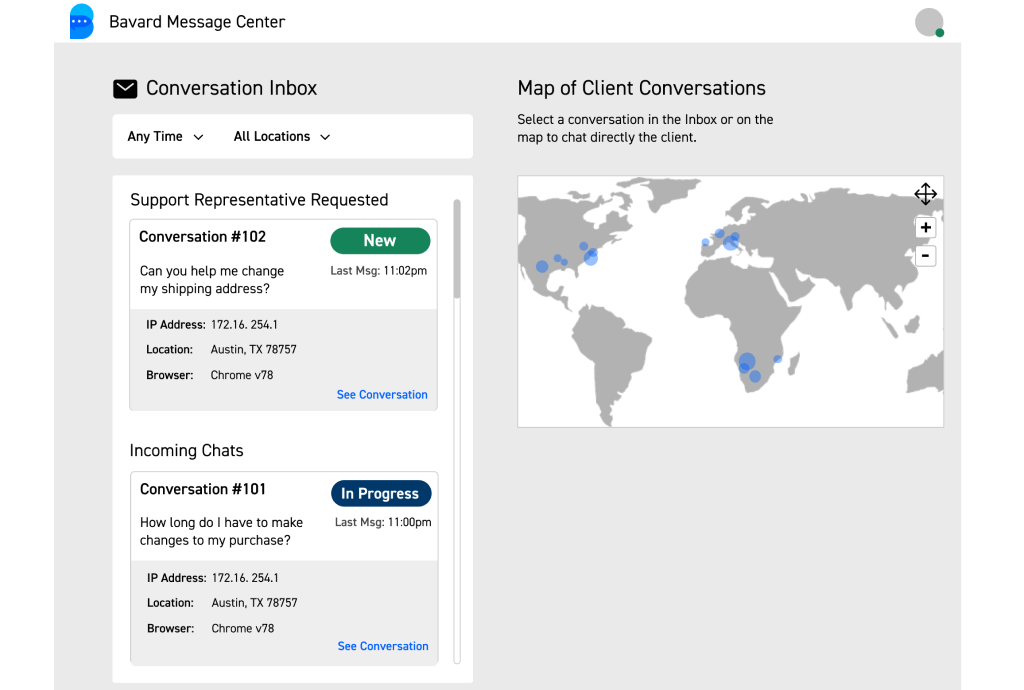 Bavard Message Center
Conversation Inbox
Any Time
All Locations
Support Representative Requested
Conversation #102
New
Can you help me change
my shipping address?
Last Msg: 11:02pm
IP Address: 172.16. 254.1
Location: Austin, TX 78757
Browser: Chrome v78
See Conversation
Incoming Chats
Conversation #101
In Progress
How long do I have to make
changes to my purchase?
Last Msg: 11:00pm
IP Address: 172.16. 254.1
Location: Austin, TX 78757
Browser: Chrome v78
See Conversation
Map of Client Conversations
Select a conversation in the Inbox or on the
map to chat directly the client.
+
-